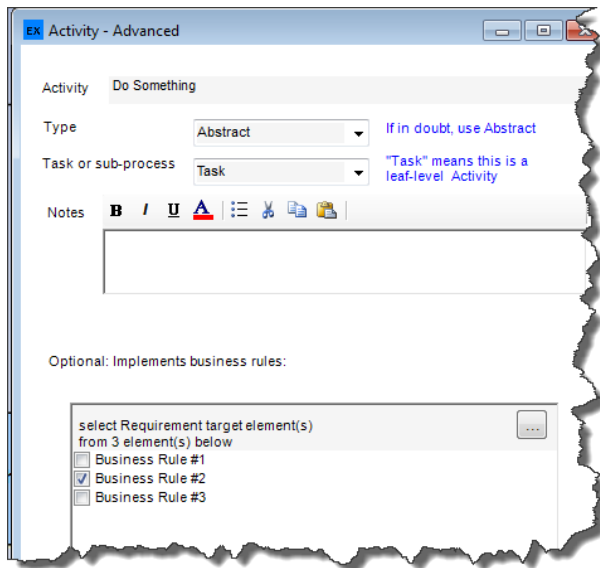 EX Activity - Advanced
Activity Do Something
Type Abstract If in doubt, use Abstract
Task or sub-process Task "Task" means this is a
leaf-level Activity
Notes B I U A
Optional: Implements business rules:
select Requirement target element(s)
from 3 element(s) below
...
Business Rule #1
Business Rule #2
Business Rule #3